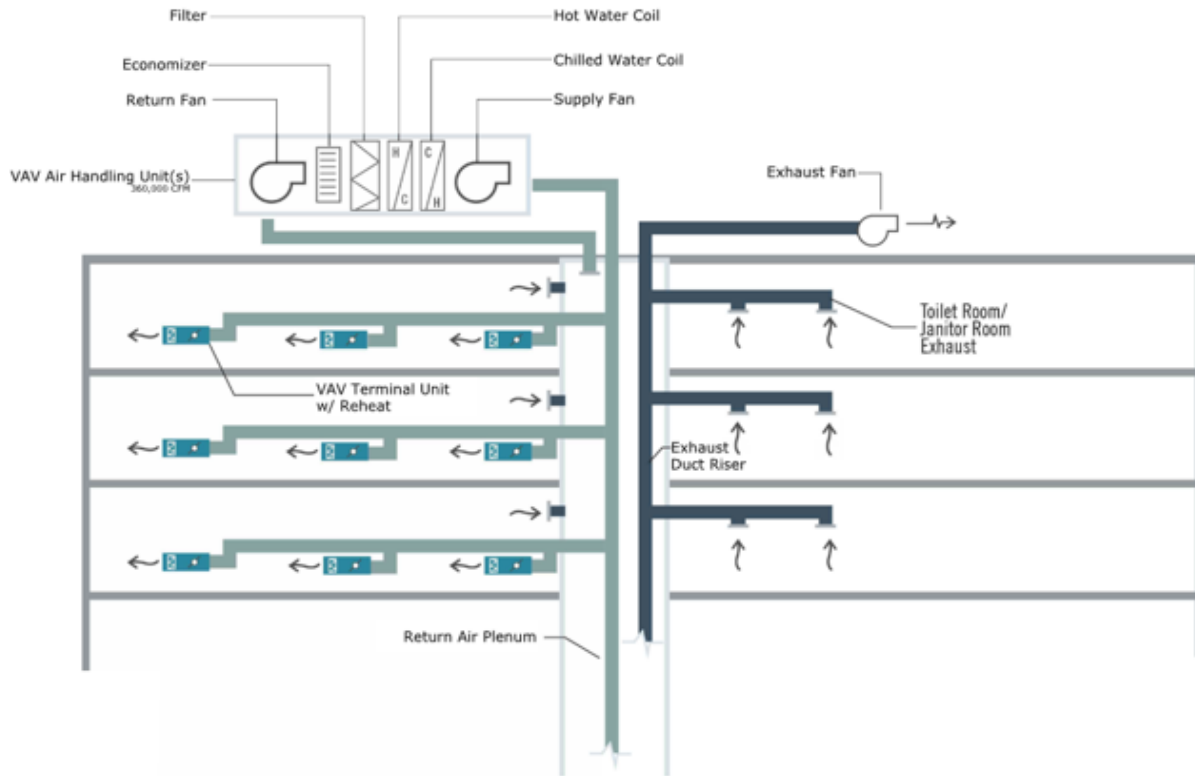 Filter
Hot Water Coil
Economizer
Chilled Water Coil
Return Fan
Supply Fan
VAV Air Handling Unit(s)
360,000 CFM
H
C
C
H
Exhaust Fan
Toilet Room/
Janitor Room
Exhaust
VAV Terminal Unit
w/ Reheat
Exhaust
Duct Riser
Return Air Plenum